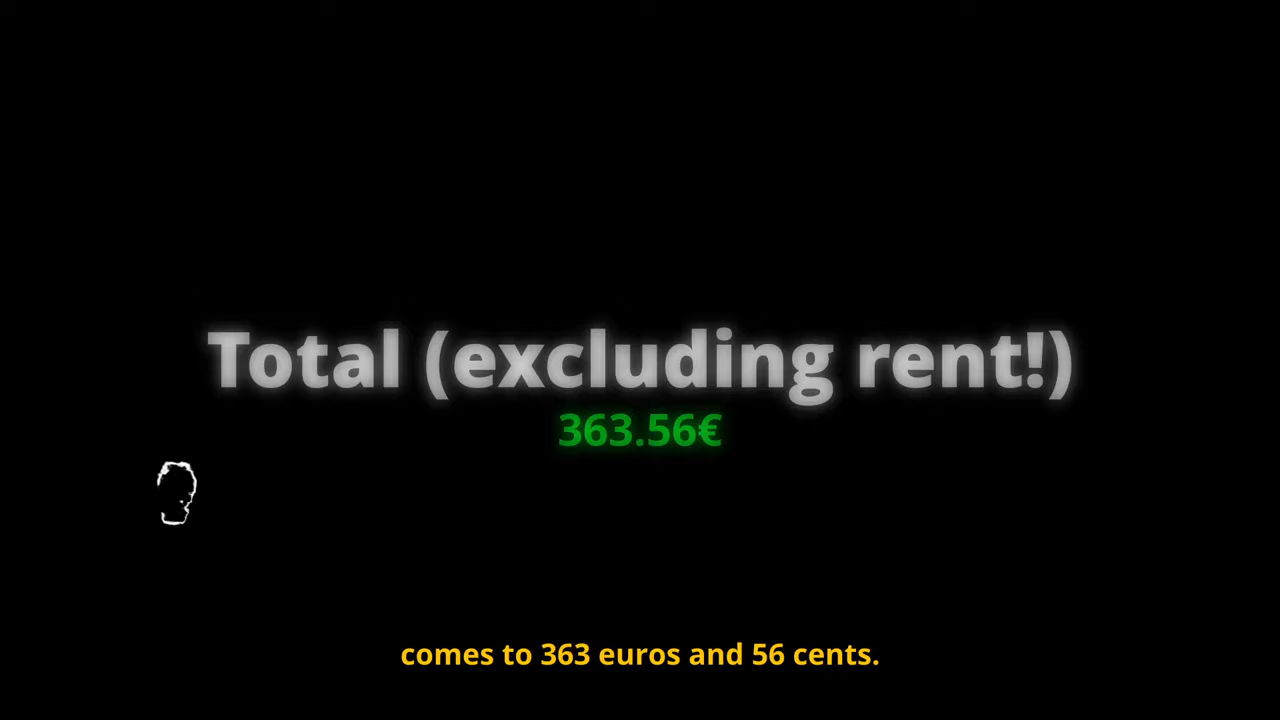 Total (excluding rent!)
363.56€
comes to 363 euros and 56 cents.